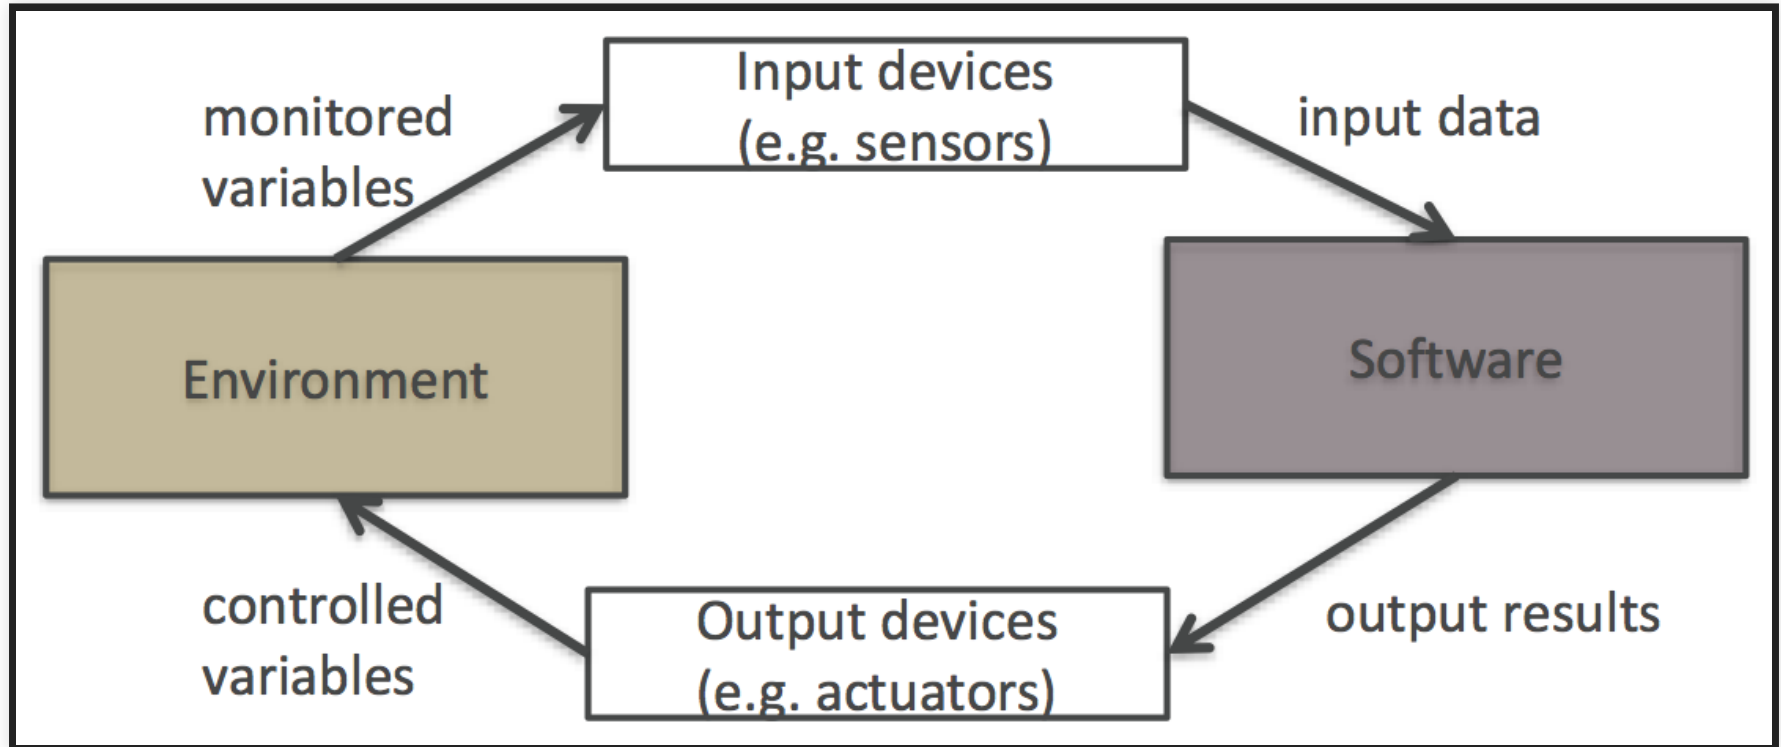 Input devices
(e.g. sensors)
monitored
variables
input data
Environment
Software
controlled
variables
Output devices
(e.g. actuators)
output results